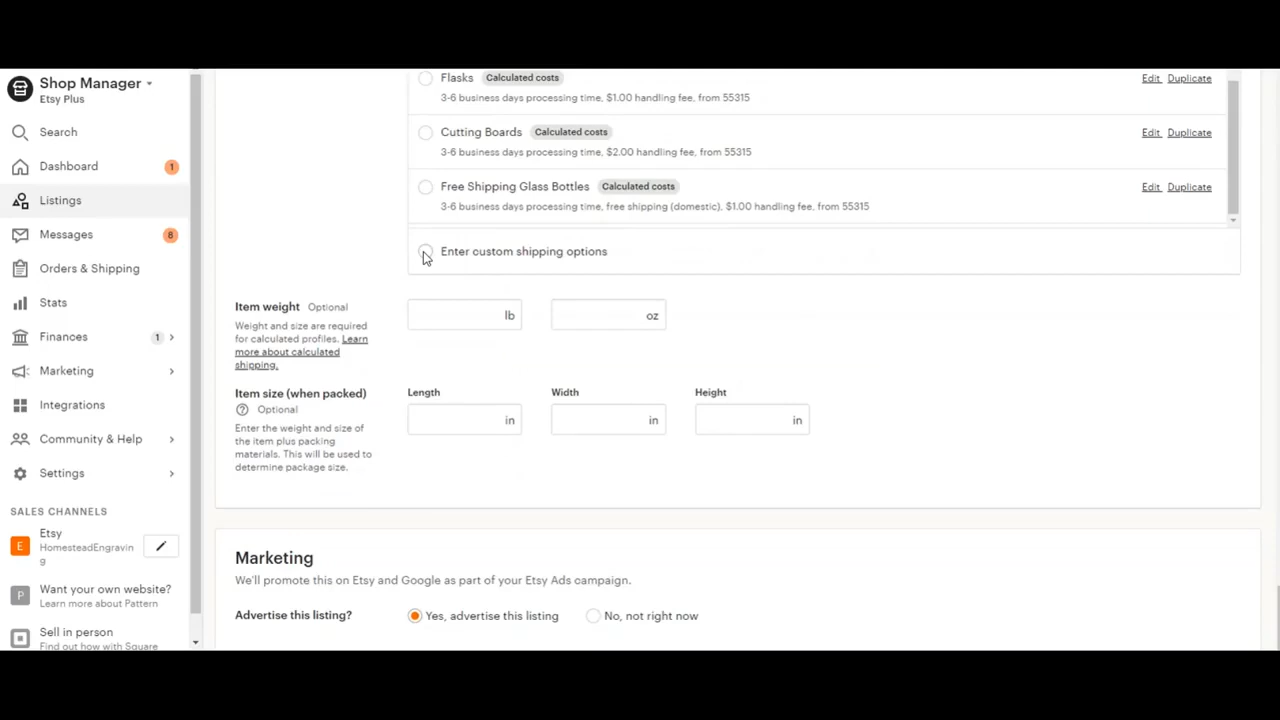 Shop Manager
Etsy Plus
Search
Dashboard 1
Listings
Messages 8
Orders & Shipping
Stats
Finances 1
Marketing
Integrations
Community & Help
Settings
SALES CHANNELS
E Etsy
HomesteadEngravin
g
P Want your own website?
Learn more about Pattern
Sell in person
Find out how with Square
Flasks Calculated costs Edit Duplicate
3-6 business days processing time, $1.00 handling fee, from 55315
Cutting Boards Calculated costs Edit Duplicate
3-6 business days processing time, $2.00 handling fee, from 55315
Free Shipping Glass Bottles Calculated costs Edit Duplicate
3-6 business days processing time, free shipping (domestic), $1.00 handling fee, from 55315
Enter custom shipping options
Item weight Optional
Weight and size are required
for calculated profiles. Learn
more about calculated
shipping.
lb oz
Item size (when packed)
? Optional
Enter the weight and size of
the item plus packing
materials. This will be used to
determine package size.
Length Width Height
in in in
Marketing
We'll promote this on Etsy and Google as part of your Etsy Ads campaign.
Advertise this listing? Yes, advertise this listing No, not right now